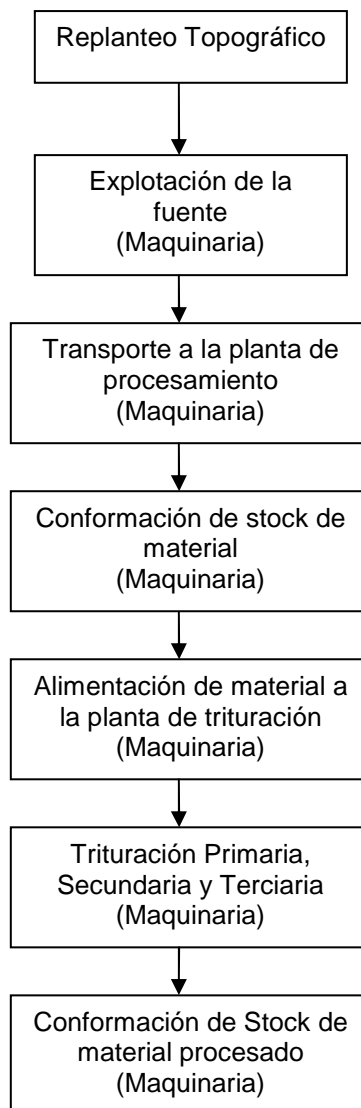 Replanteo Topográfico
Explotación de la
fuente
(Maquinaria)
Transporte a la planta de
procesamiento
(Maquinaria)
Conformación de stock de
material
(Maquinaria)
Alimentación de material a
la planta de trituración
(Maquinaria)
Trituración Primaria,
Secundaria y Terciaria
(Maquinaria)
Conformación de Stock de
material procesado
(Maquinaria)